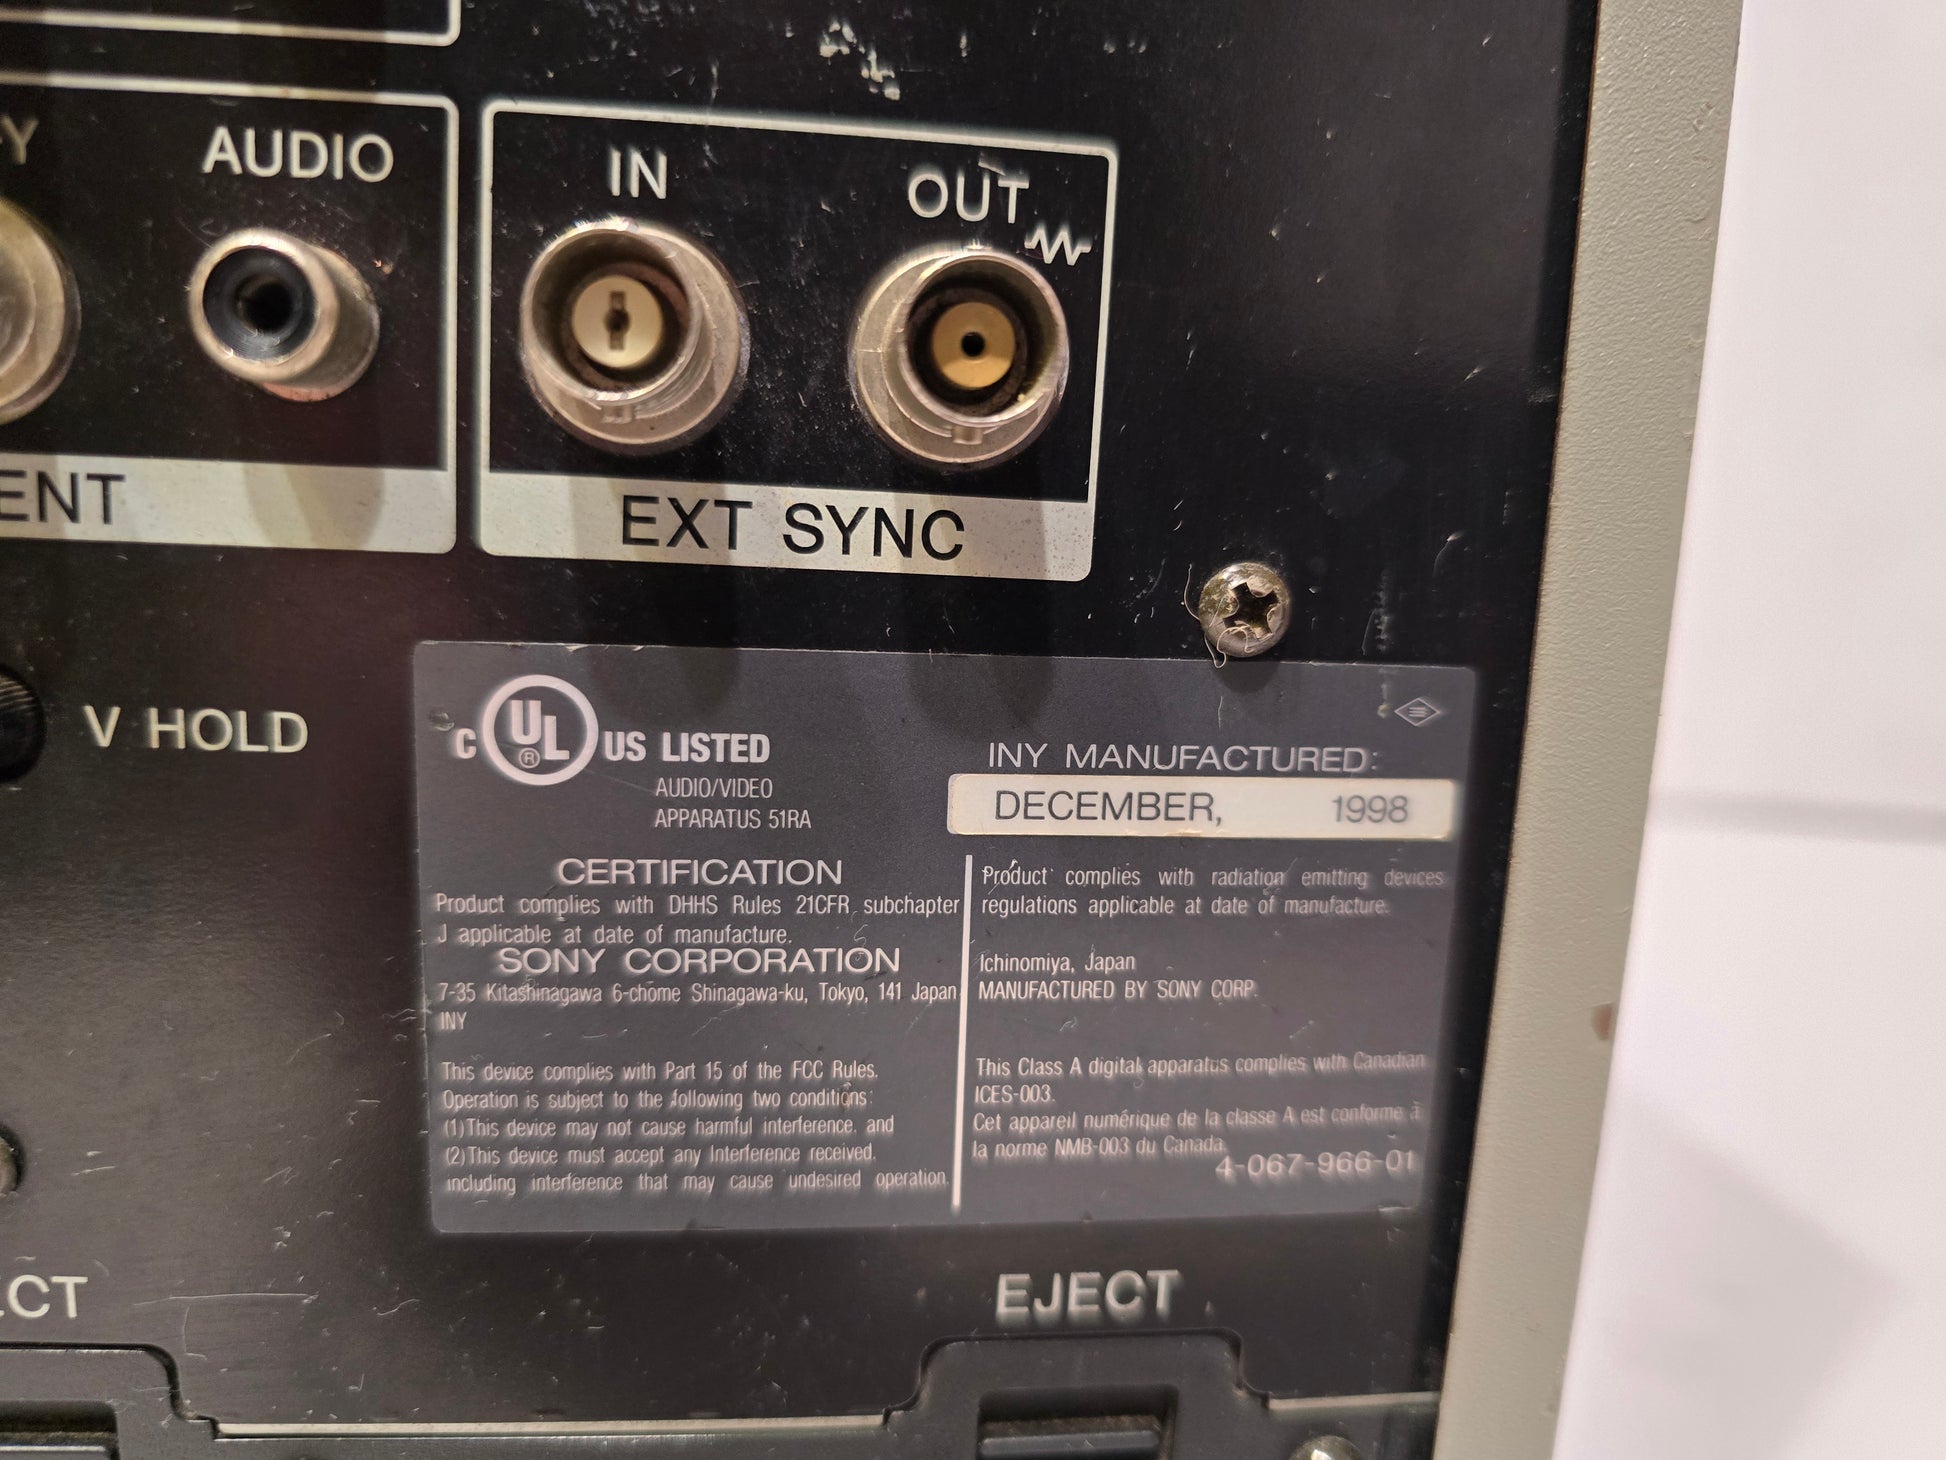 -Y
AUDIO
IN
OUT
ENT
EXT SYNC
V HOLD
C UL ® US LISTED
AUDIO/VIDEO
APPARATUS 51RA
INY MANUFACTURED:
DECEMBER, 1998
CERTIFICATION
Product complies with DHHS Rules 21CFR subchapter
J applicable at date of manufacture.
SONY CORPORATION
7-35 Kitashinagawa 6-chome Shinagawa-ku, Tokyo, 141 Japan
INY
This device complies with Part 15 of the FCC Rules.
Operation is subject to the following two conditions:
(1)This device may not cause harmful interference, and
(2)This device must accept any Interference received,
including interference that may cause undesired operation.
Product complies with radiation emitting devices
regulations applicable at date of manufacture.
Ichinomiya, Japan
MANUFACTURED BY SONY CORP.
This Class A digital apparatus complies with Canadian
ICES-003.
Cet appareil numérique de la classe A est conforme à
la norme NMB-003 du Canada.
4-067-966-01
ECT
EJECT